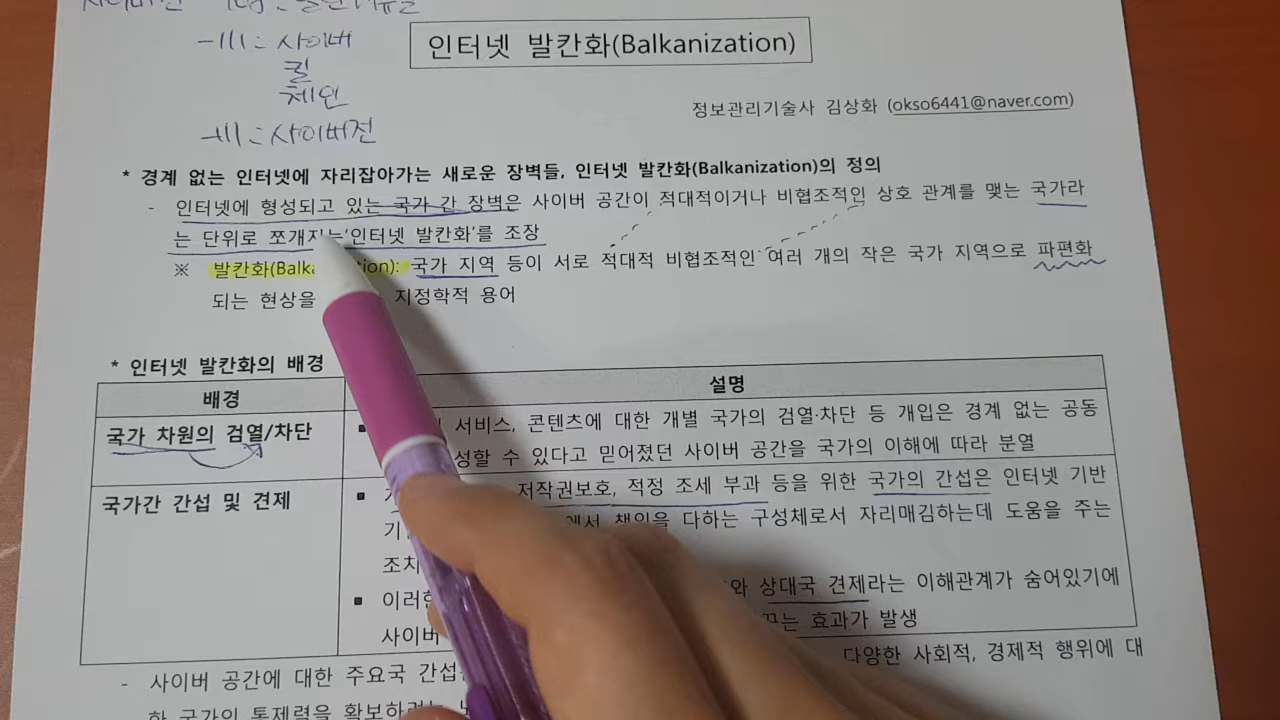 -111 : 사이버
킬
체인
사이버전
인터넷 발칸화(Balkanization)
정보관리기술사 김상화 (okso6441@naver.com)
* 경계 없는 인터넷에 자리잡아가는 새로운 장벽들, 인터넷 발칸화(Balkanization)의 정의
- 인터넷에 형성되고 있는 국가 간 장벽은 사이버 공간이 적대적이거나 비협조적인 상호 관계를 맺는 국가라
는 단위로 쪼개지는'인터넷 발칸화'를 조장
※ 발칸화(Balk ion): 국가 지역 등이 서로 적대적 비협조적인 여러 개의 작은 국가 지역으로 파편화
되는 현상을 지정학적 용어
* 인터넷 발칸화의 배경
배경 설명
국가 차원의 검열/차단
▪ 서비스, 콘텐츠에 대한 개별 국가의 검열·차단 등 개입은 경계 없는 공동
성할 수 있다고 믿어졌던 사이버 공간을 국가의 이해에 따라 분열
국가간 간섭 및 견제
▪ 저작권보호, 적정 조세 부과 등을 위한 국가의 간섭은 인터넷 기반
기 에서 책임을 다하는 구성체로서 자리매김하는데 도움을 주는
조치
▪ 이러한 상대국 견제라는 이해관계가 숨어있기에
사이버 효과가 발생
- 사이버 공간에 대한 주요국 간섭 다양한 사회적, 경제적 행위에 대
한 국가의 통제력을 확보하려는